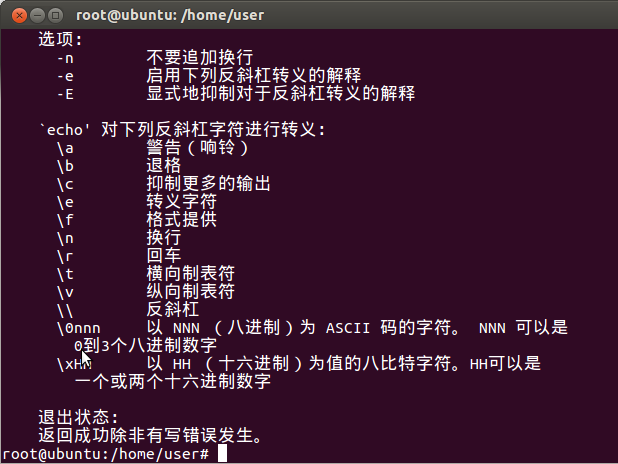 root@ubuntu: /home/user
选项:
-n 不要追加换行
-e 启用下列反斜杠转义的解释
-E 显式地抑制对于反斜杠转义的解释
`echo' 对下列反斜杠字符进行转义:
\a 警告(响铃)
\b 退格
\c 抑制更多的输出
\e 转义字符
\f 格式提供
\n 换行
\r 回车
\t 横向制表符
\v 纵向制表符
\\ 反斜杠
\0nnn 以 NNN (八进制)为 ASCII 码的字符。 NNN 可以是
0到3个八进制数字
\xHH 以 HH (十六进制)为值的八比特字符。HH可以是
一个或两个十六进制数字
退出状态:
返回成功除非有写错误发生。
root@ubuntu:/home/user#